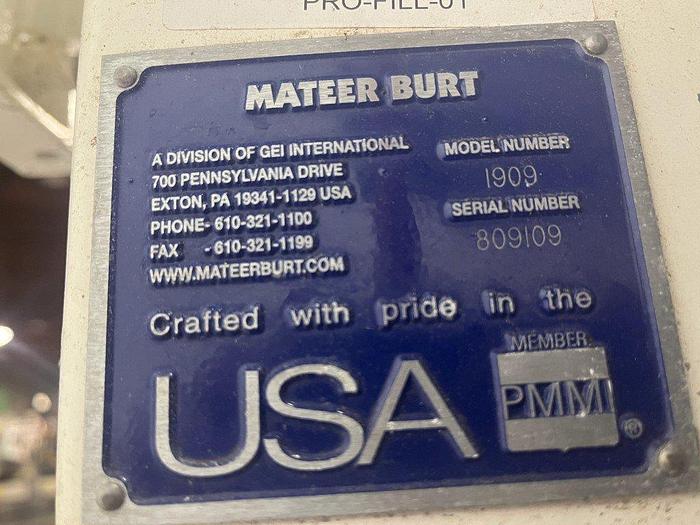 PRO-FILL-01
MATEER BURT
A DIVISION OF GEI INTERNATIONAL
700 PENNSYLVANIA DRIVE
EXTON, PA 19341-1129 USA
PHONE- 610-321-1100
FAX - 610-321-1199
WWW.MATEERBURT.COM
MODEL NUMBER
1909
SERIAL NUMBER
809109
Crafted with pride in the
USA
MEMBER
PMMI
®